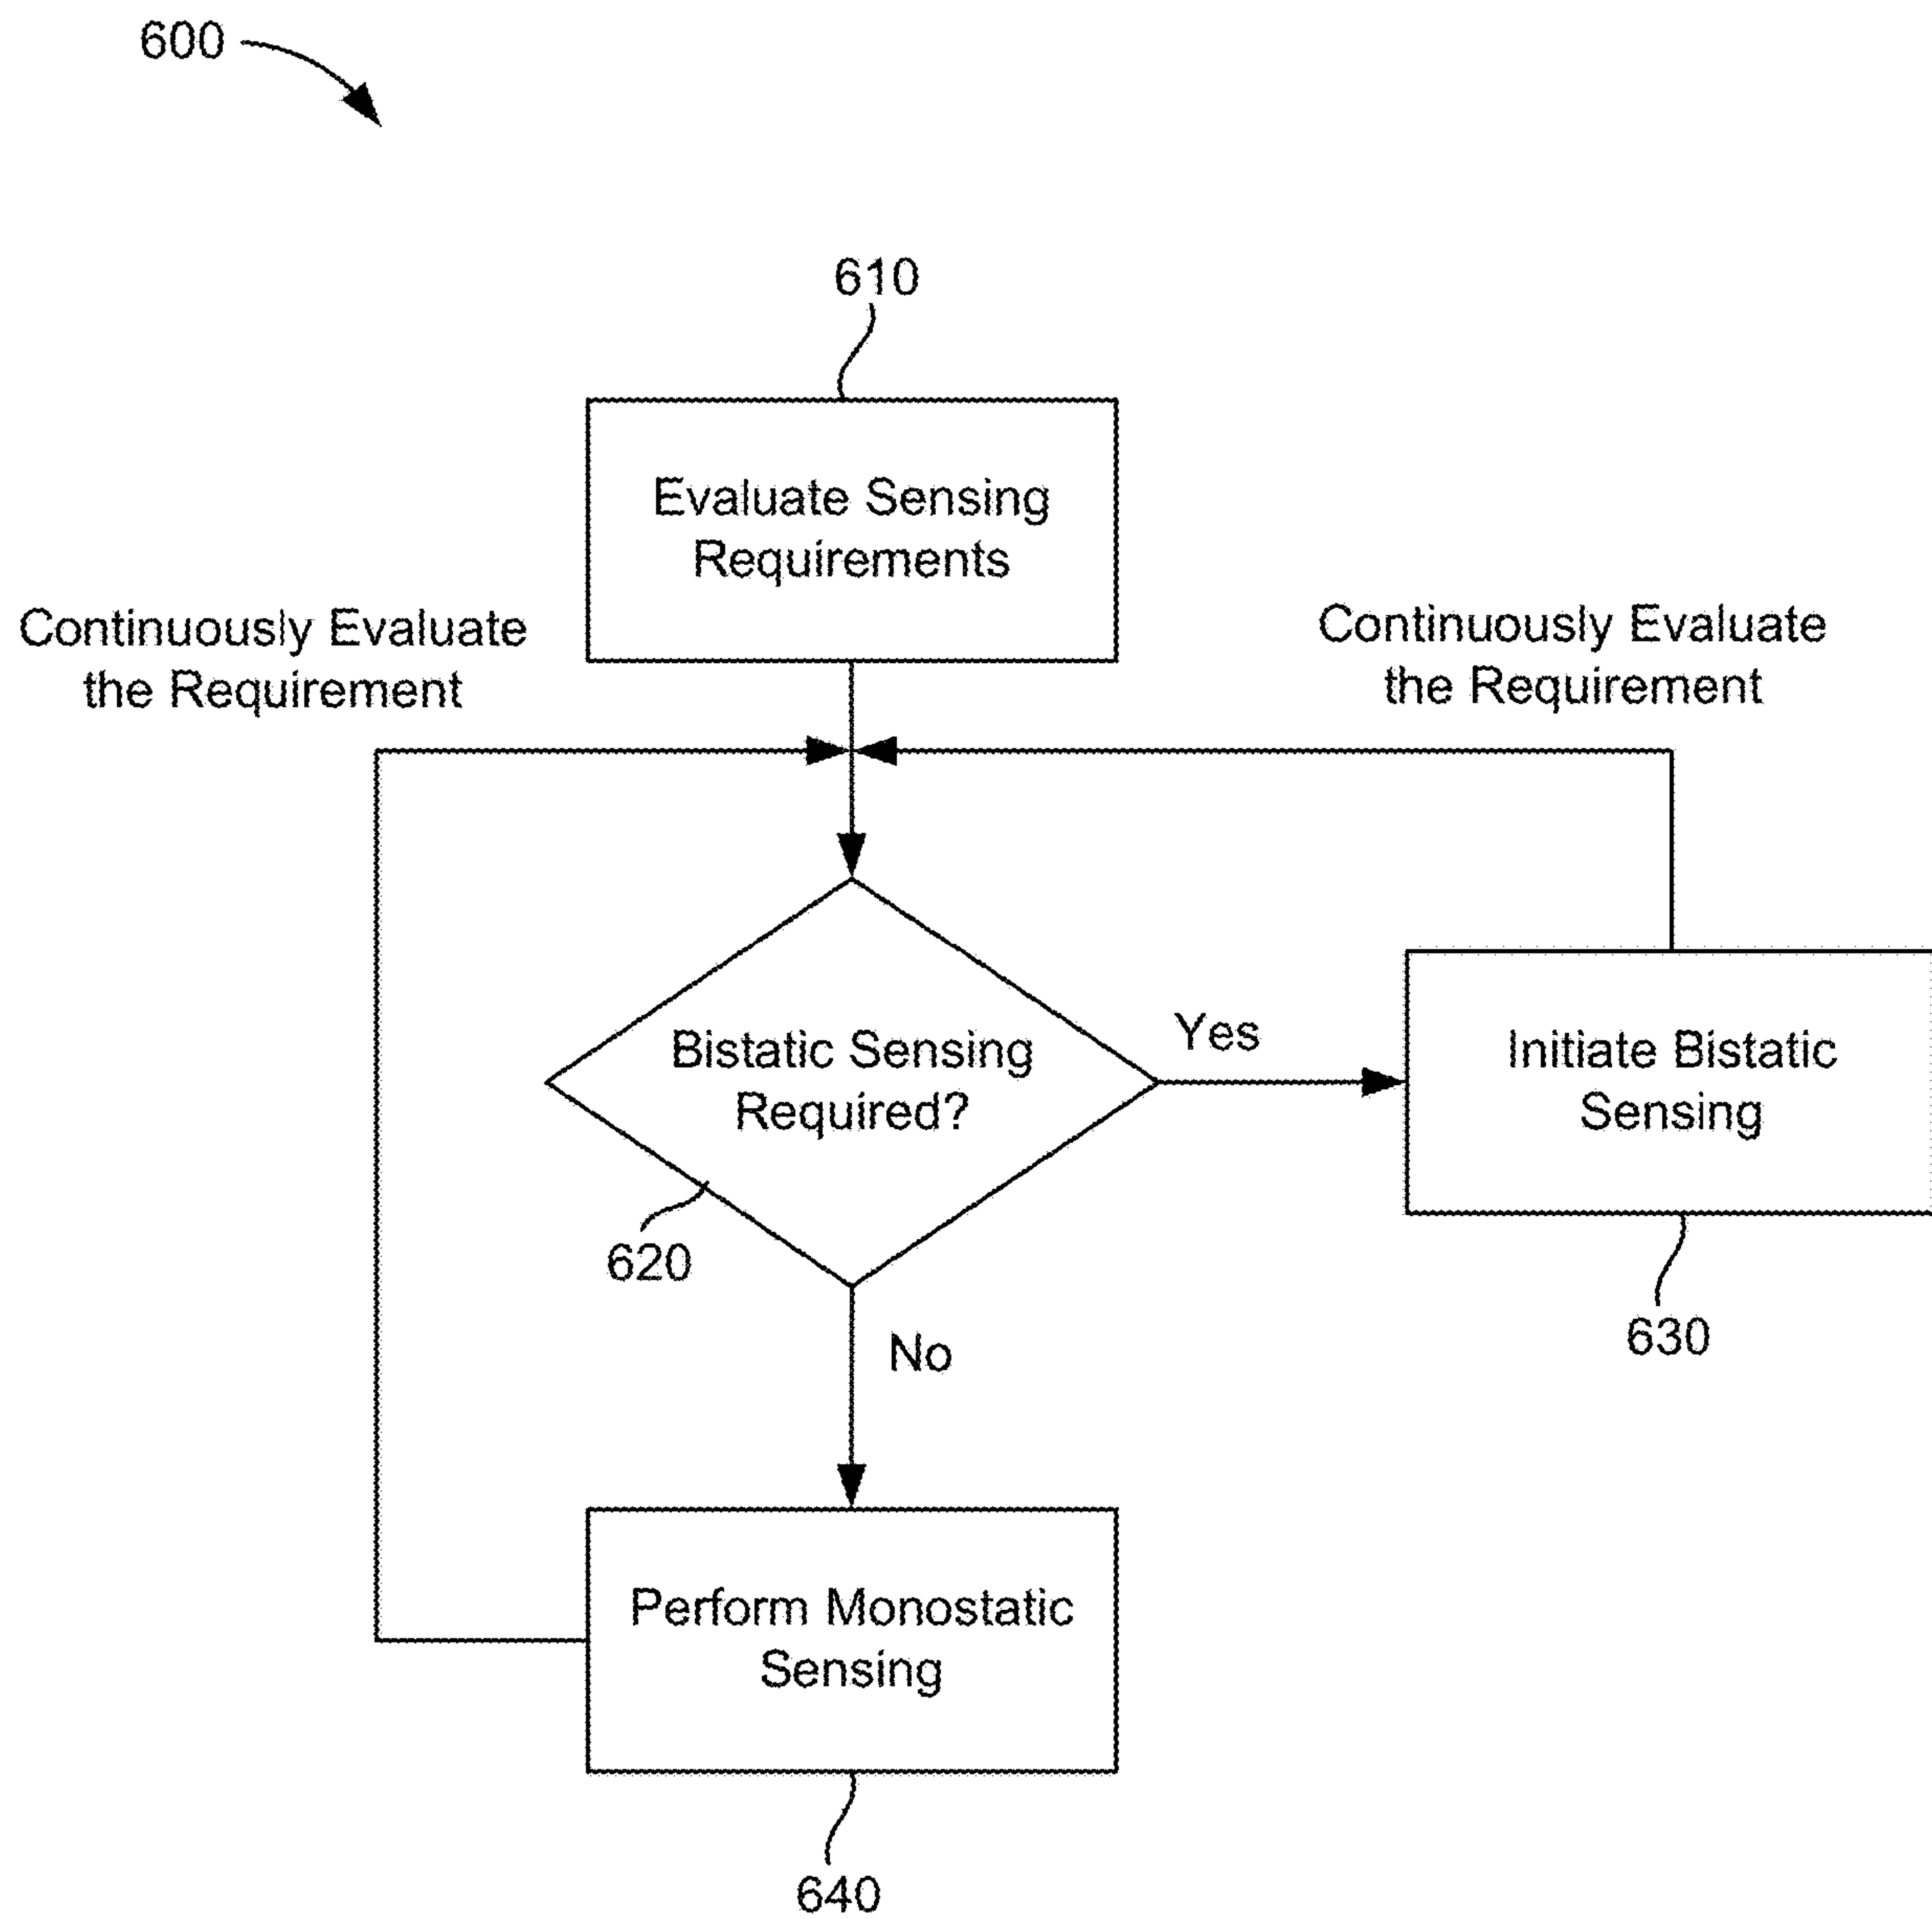 600
610
Evaluate Sensing
Requirements
Continuously Evaluate
the Requirement
Continuously Evaluate
the Requirement
Bistatic Sensing
Required?
Yes
Initiate Bistatic
Sensing
620
630
No
Perform Monostatic
Sensing
640